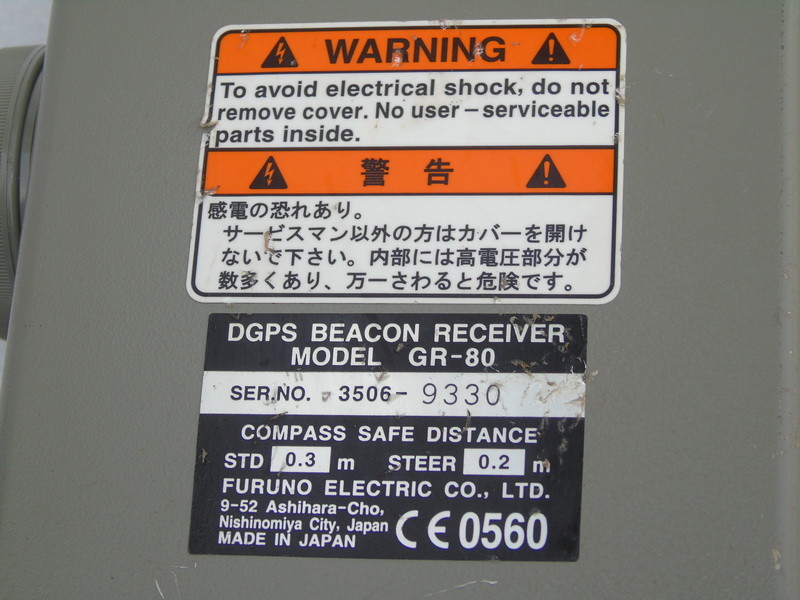 WARNING
To avoid electrical shock, do not
remove cover. No user-serviceable
parts inside.
警告
感電の恐れあり。
サービスマン以外の方はカバーを開け
ないで下さい。内部には高電圧部分が
数多くあり、万一さわると危険です。
DGPS BEACON RECEIVER
MODEL GR-80
SER.NO. 3506-9330
COMPASS SAFE DISTANCE
STD 0.3 m STEER 0.2 m
FURUNO ELECTRIC CO., LTD.
9-52 Ashihara-Cho,
Nishinomiya City, Japan
MADE IN JAPAN
CE 0560